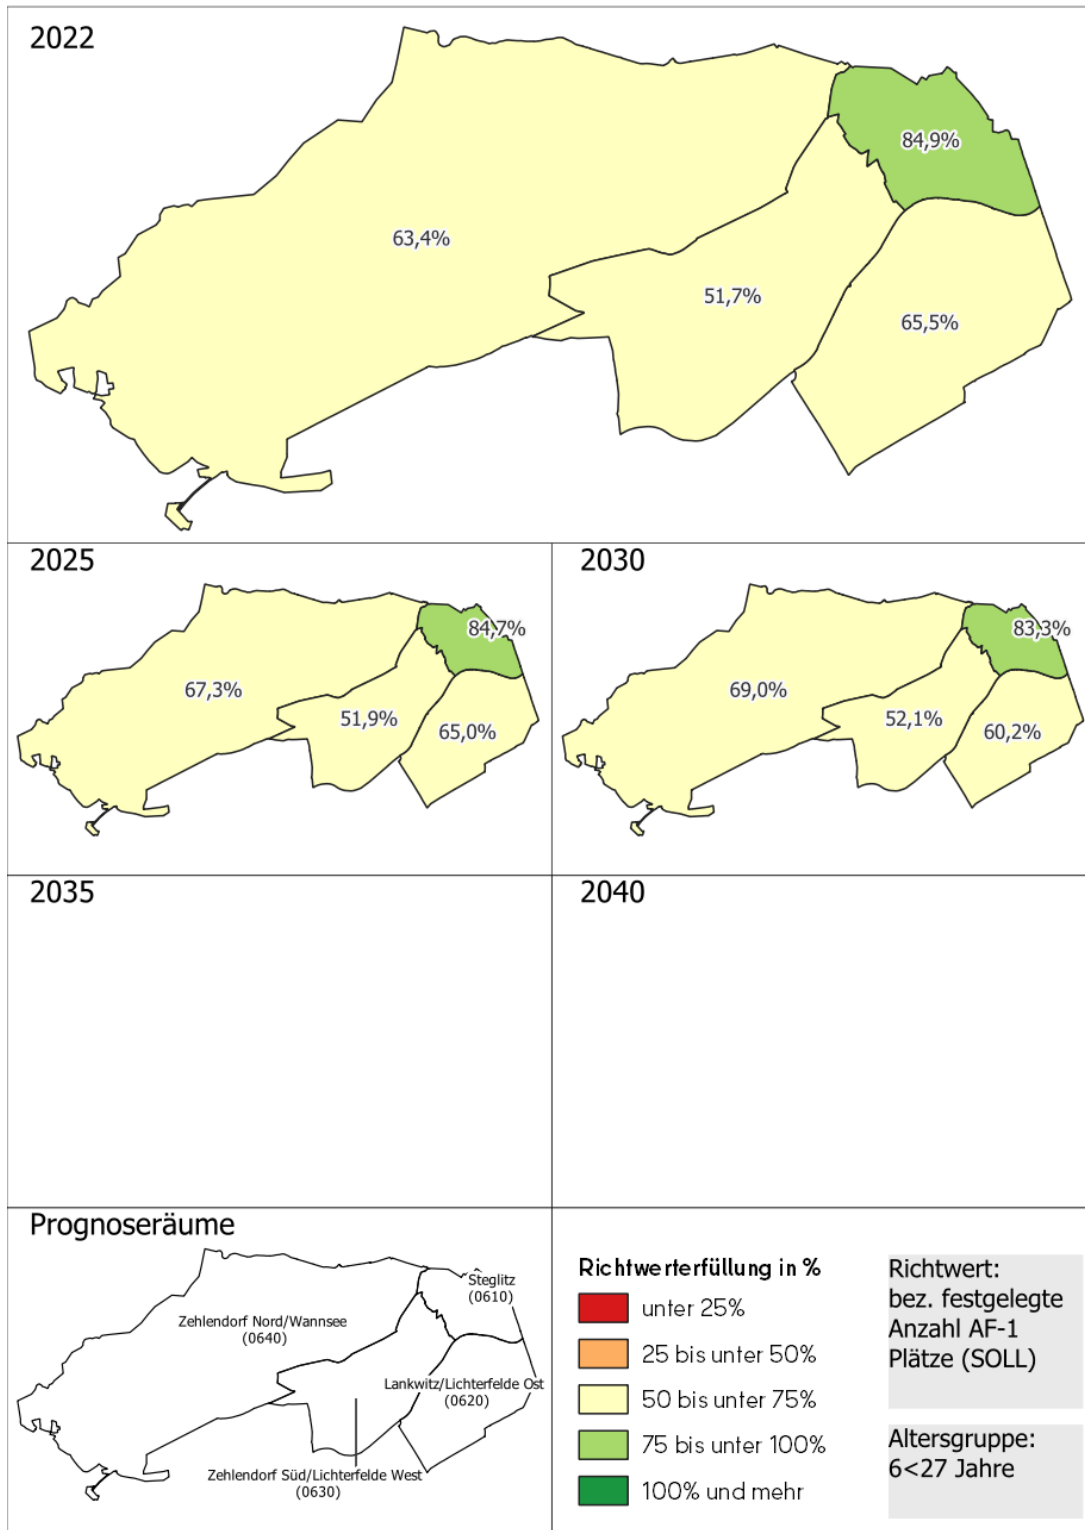 2022
84,9%
63,4%
51,7%
65,5%
2025
84,7%
67,3%
51,9%
65,0%
2030
83,3%
69,0%
52,1%
60,2%
2035
2040
Prognoseräume
Steglitz
(0610)
Zehlendorf Nord/Wannsee
(0640)
Lankwitz/Lichterfelde Ost
(0620)
Zehlendorf Süd/Lichterfelde West
(0630)
Richtwerterfüllung in %
unter 25%
25 bis unter 50%
50 bis unter 75%
75 bis unter 100%
100% und mehr
Richtwert:
bez. festgelegte
Anzahl AF-1
Plätze (SOLL)
Altersgruppe:
6<27 Jahre